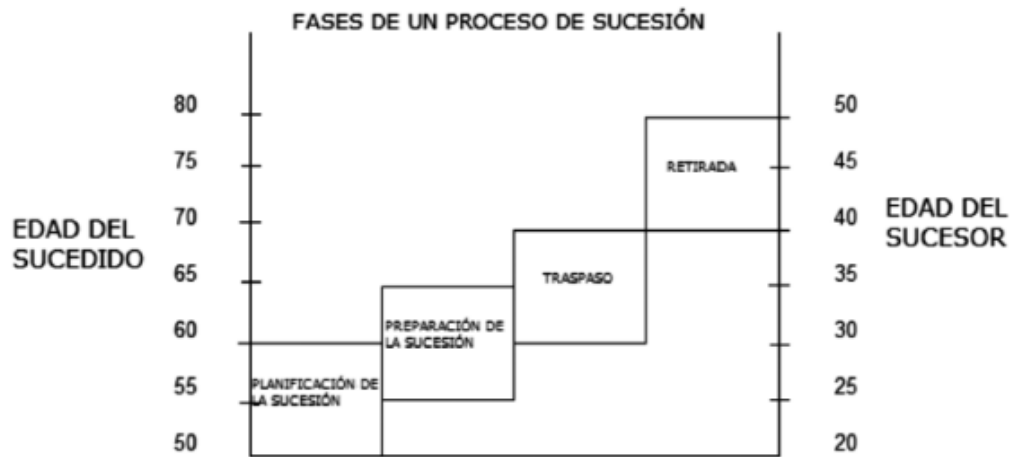 FASES DE UN PROCESO DE SUCESIÓN
80
75
70
65
60
55
50
EDAD DEL
SUCEDIDO
PLANIFICACIÓN DE
LA SUCESIÓN
PREPARACIÓN DE
LA SUCESIÓN
TRASPASO
RETIRADA
50
45
40
35
30
25
20
EDAD DEL
SUCESOR